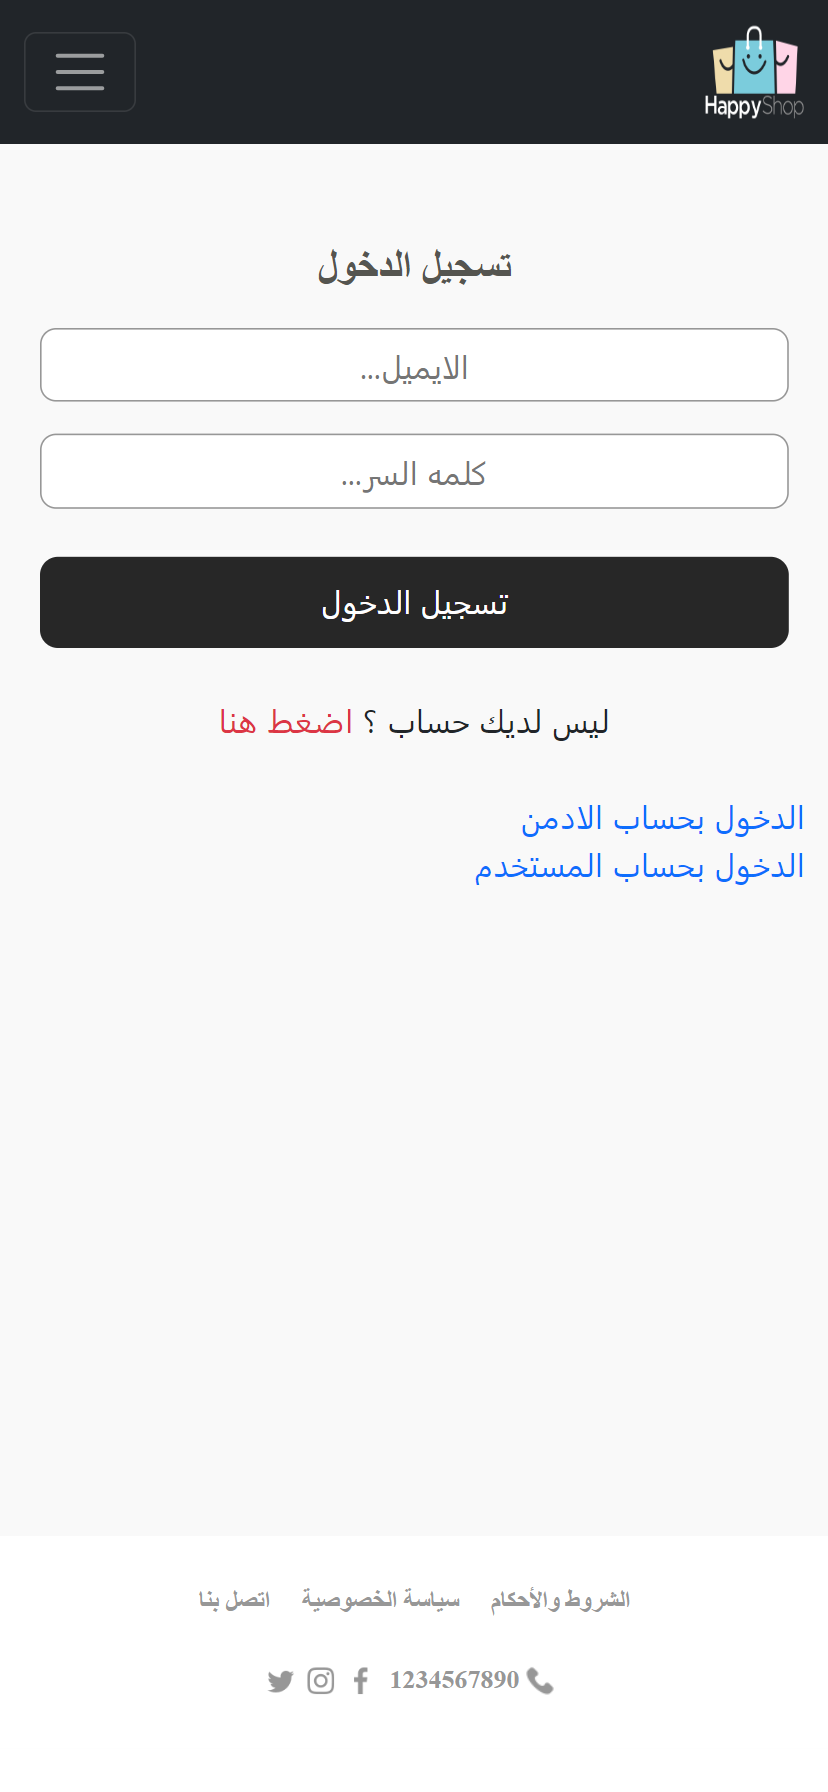 HappyShop
تسجيل الدخول
الايميل...
كلمه السر...
تسجيل الدخول
ليس لديك حساب ؟ اضغط هنا
الدخول بحساب الادمن
الدخول بحساب المستخدم
الشروط والأحكام سياسة الخصوصية اتصل بنا
1234567890